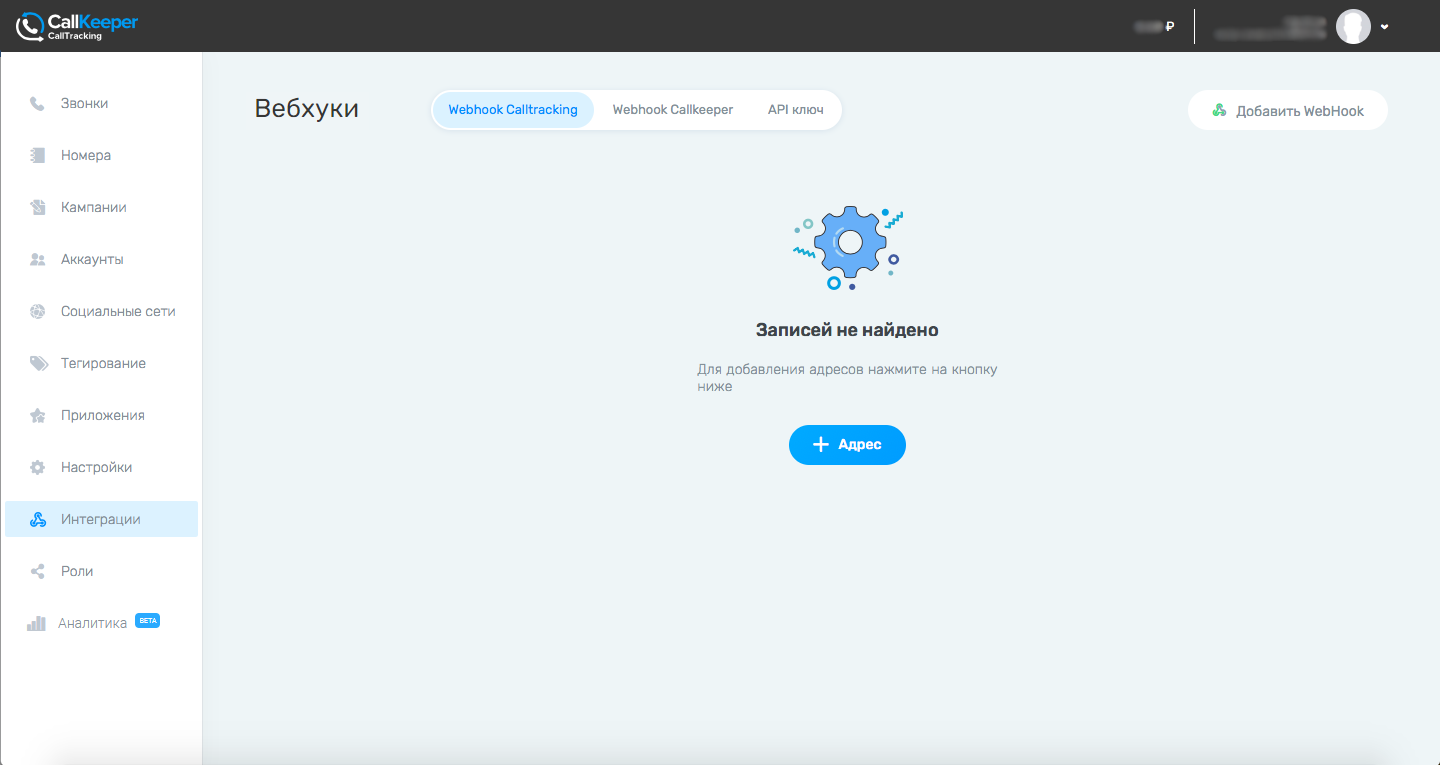 CallKeeper
CallTracking
₽
Звонки
Номера
Кампании
Аккаунты
Социальные сети
Тегирование
Приложения
Настройки
Интеграции
Роли
Аналитика BETA
Вебхуки
Webhook Calltracking
Webhook Callkeeper
API ключ
Добавить WebHook
Записей не найдено
Для добавления адресов нажмите на кнопку
ниже
Адрес